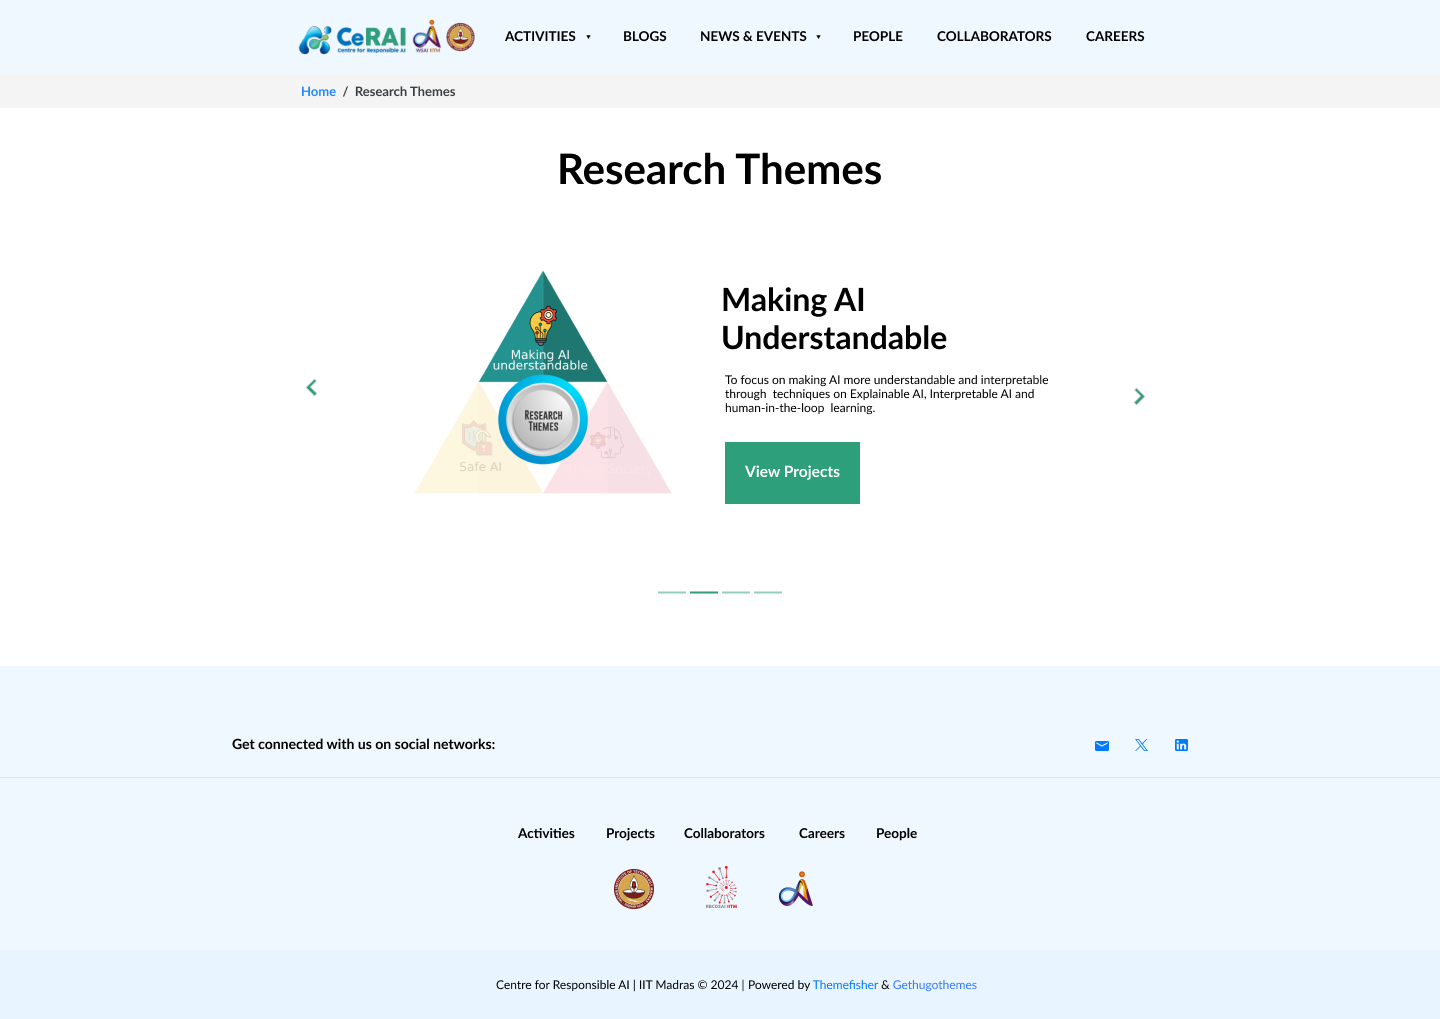 CeRAI
Centre for Responsible AI
WSAI IITM
ACTIVITIES
BLOGS
NEWS & EVENTS
PEOPLE
COLLABORATORS
CAREERS
Home / Research Themes
Research Themes
Making AI
understandable
RESEARCH
THEMES
Safe AI
Making AI
Understandable
To focus on making AI more understandable and interpretable
through techniques on Explainable AI, Interpretable AI and
human-in-the-loop learning.
View Projects
Get connected with us on social networks:
Activities
Projects
Collaborators
Careers
People
RBCDSAI IITM
Centre for Responsible AI | IIT Madras © 2024 | Powered by Themefisher & Gethugothemes